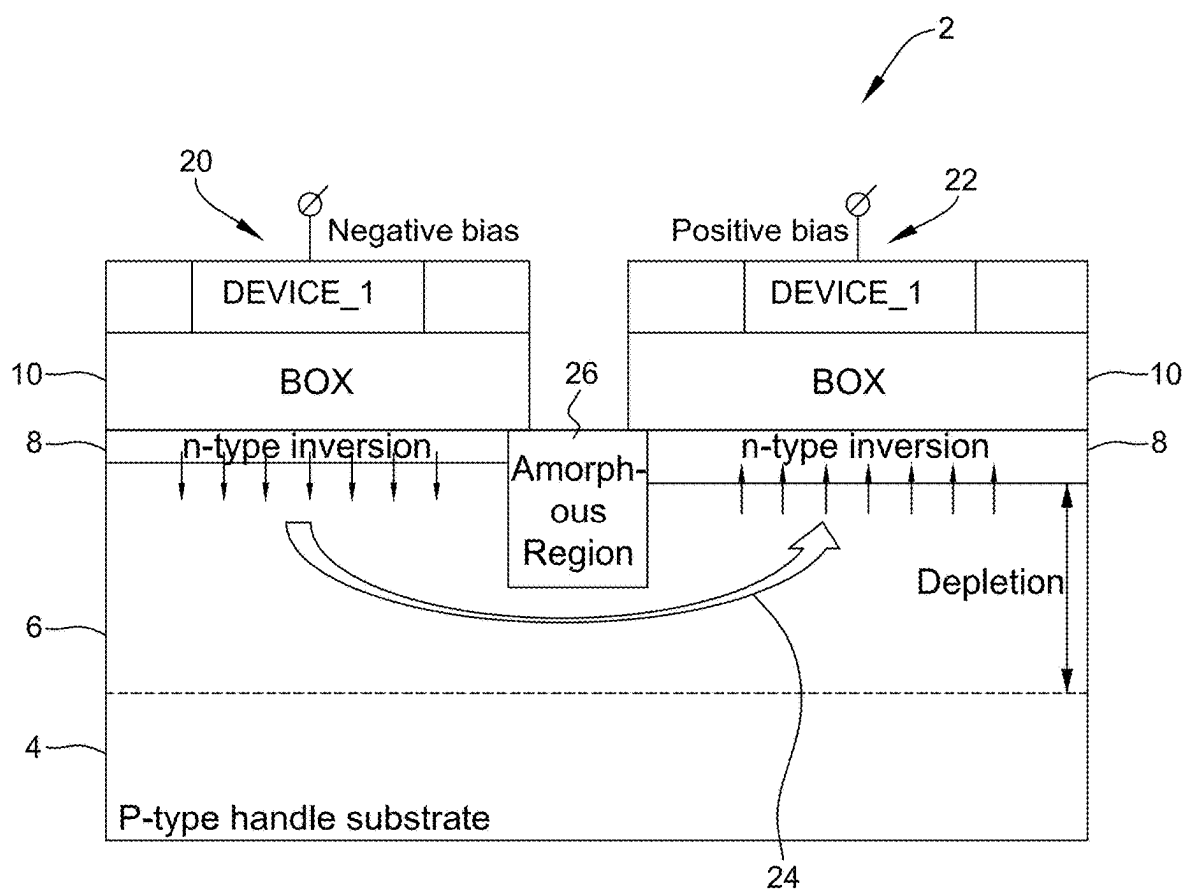 2
20
22
Negative bias
Positive bias
DEVICE_1
DEVICE_1
10
BOX
26
BOX
10
8
n-type inversion
n-type inversion
8
Amorph-
ous
Region
Depletion
6
4
P-type handle substrate
24